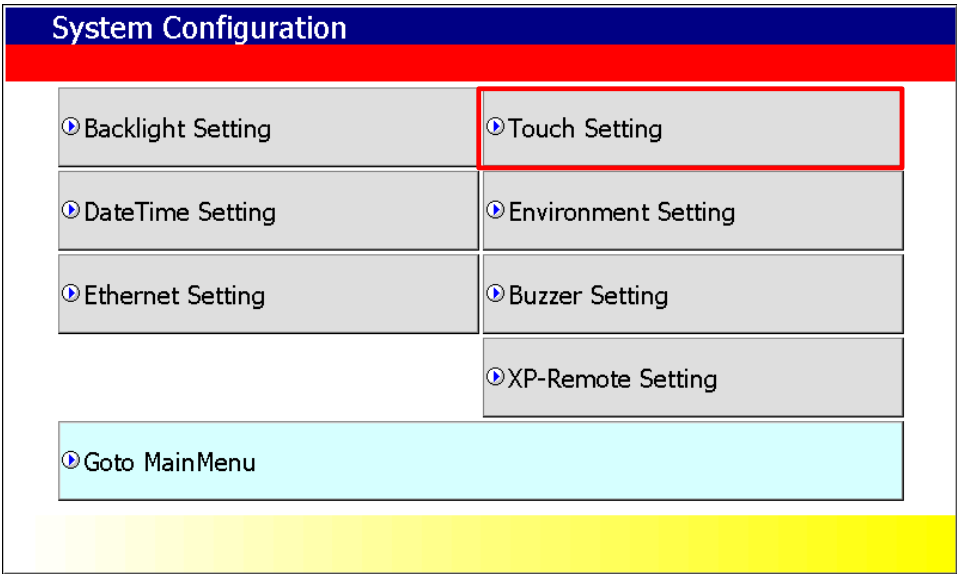 System Configuration
Backlight Setting
Touch Setting
DateTime Setting
Environment Setting
Ethernet Setting
Buzzer Setting
XP-Remote Setting
Goto MainMenu